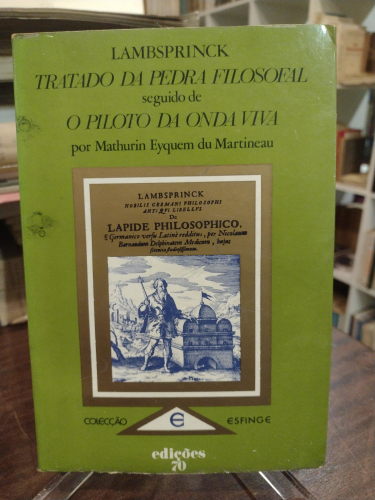 LAMBSPRINCK
TRATADO DA PEDRA FILOSOFAL
seguido de
O PILOTO DA ONDA VIVA
por Mathurin Eyquem du Martineau
LAMBSPRINCK
NOBILIS GERMANI PHILOSOPHI
ANTIQVI LIBELLVS
DE
LAPIDE PHILOSOPHICO,
E Germanico versu Latinè redditus, per Nicolaum
Barnaudum Delphinatem Medicum, hujus
scientiæ studiosissimum.
COLECÇÃO E ESFINGE
edições
70